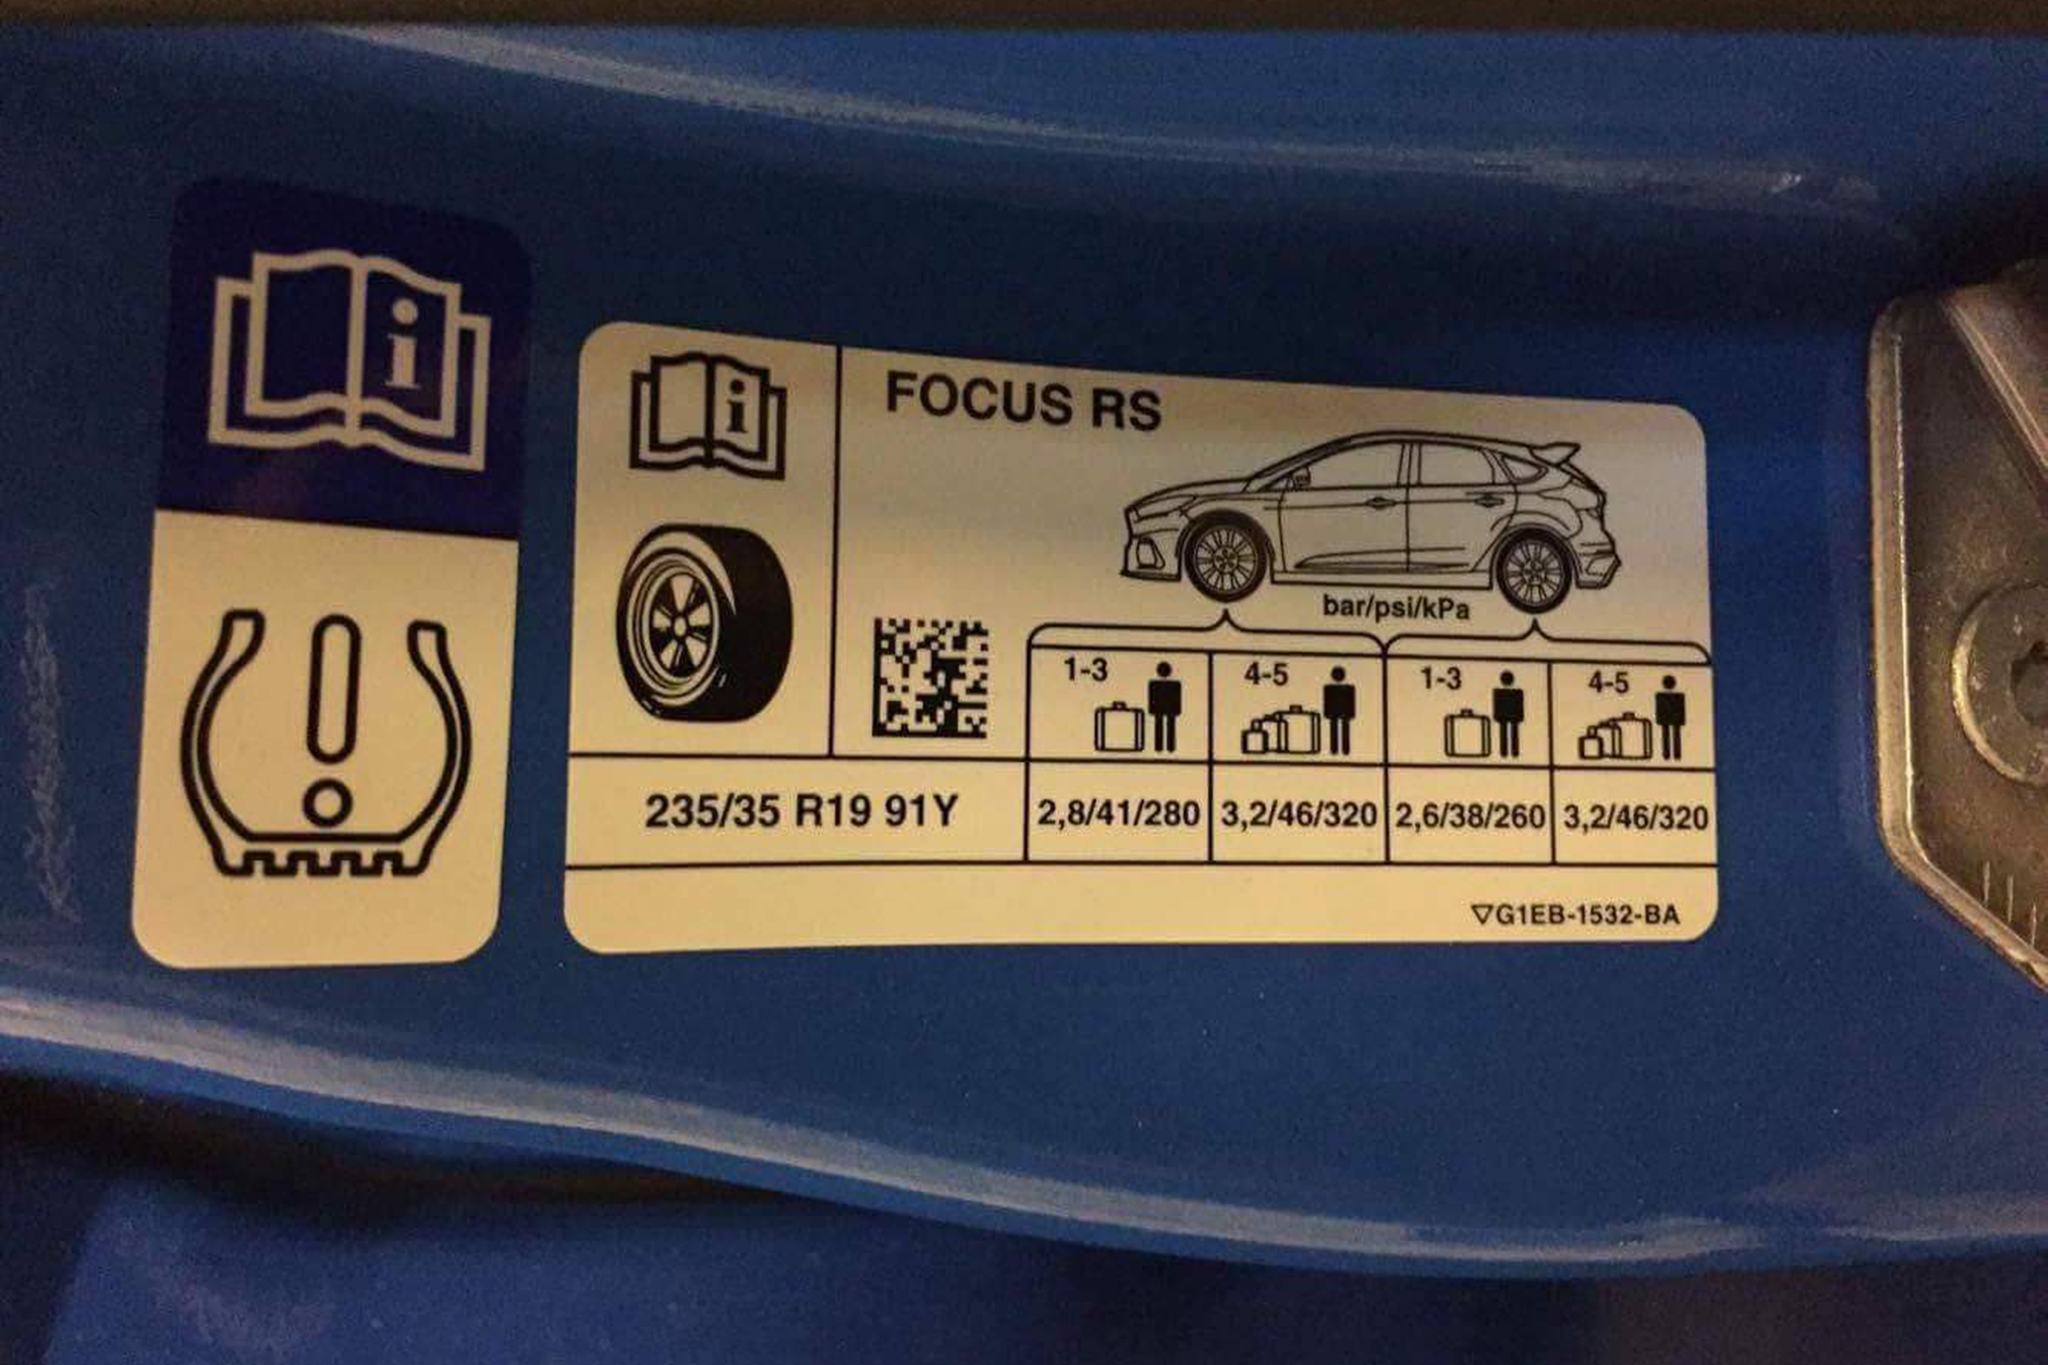 FOCUS RS
bar/psi/kPa
1-3 4-5 1-3 4-5
235/35 R19 91Y 2,8/41/280 3,2/46/320 2,6/38/260 3,2/46/320
▽G1EB-1532-BA